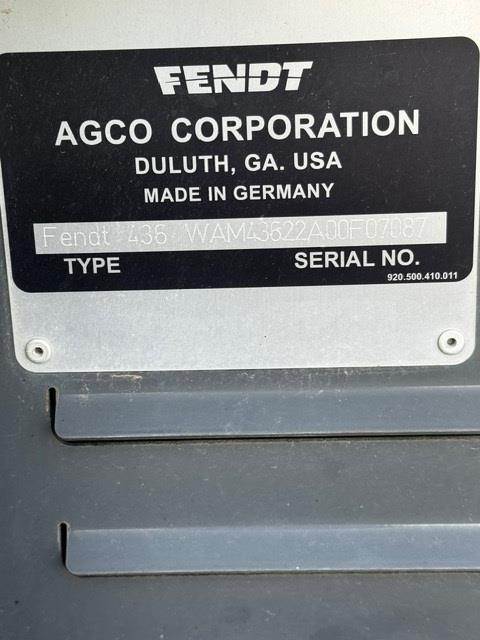 FENDT
AGCO CORPORATION
DULUTH, GA. USA
MADE IN GERMANY
Fendt 436 WAM43622A00F07087
TYPE SERIAL NO.
920.500.410.011